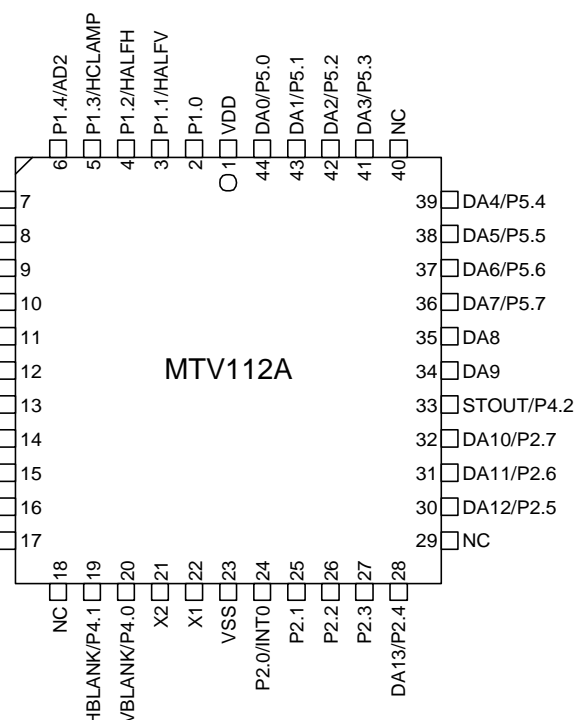 P1.4/AD2
P1.3/HCLAMP
P1.2/HALFH
P1.1/HALFV
P1.0
VDD
DA0/P5.0
DA1/P5.1
DA2/P5.2
DA3/P5.3
NC
6
5
4
3
2
1
44
43
42
41
40
7
8
9
10
11
12
13
14
15
16
17
MTV112A
39 DA4/P5.4
38 DA5/P5.5
37 DA6/P5.6
36 DA7/P5.7
35 DA8
34 DA9
33 STOUT/P4.2
32 DA10/P2.7
31 DA11/P2.6
30 DA12/P2.5
29 NC
18
19
20
21
22
23
24
25
26
27
28
NC
HBLANK/P4.1
VBLANK/P4.0
X2
X1
VSS
P2.0/INT0
P2.1
P2.2
P2.3
DA13/P2.4